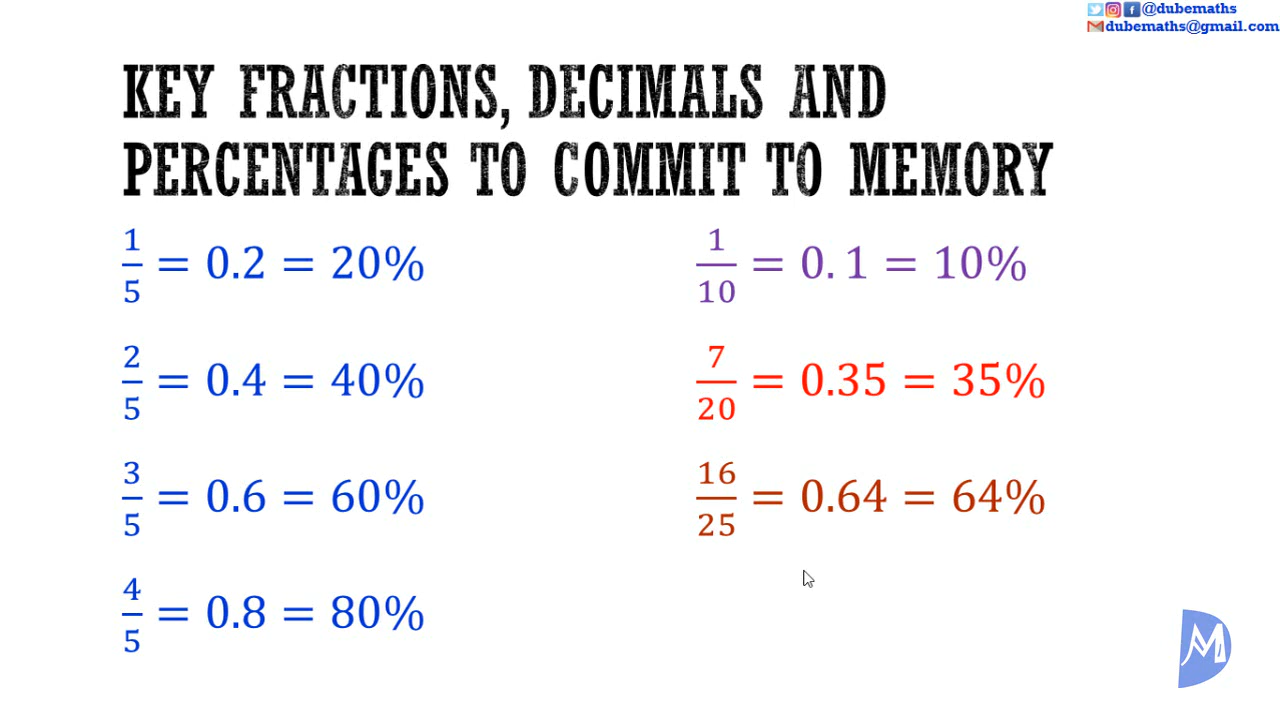 @dubemaths
dubemaths@gmail.com
KEY FRACTIONS, DECIMALS AND
PERCENTAGES TO COMMIT TO MEMORY
1/5 = 0.2 = 20%
2/5 = 0.4 = 40%
3/5 = 0.6 = 60%
4/5 = 0.8 = 80%
1/10 = 0.1 = 10%
7/20 = 0.35 = 35%
16/25 = 0.64 = 64%
DM